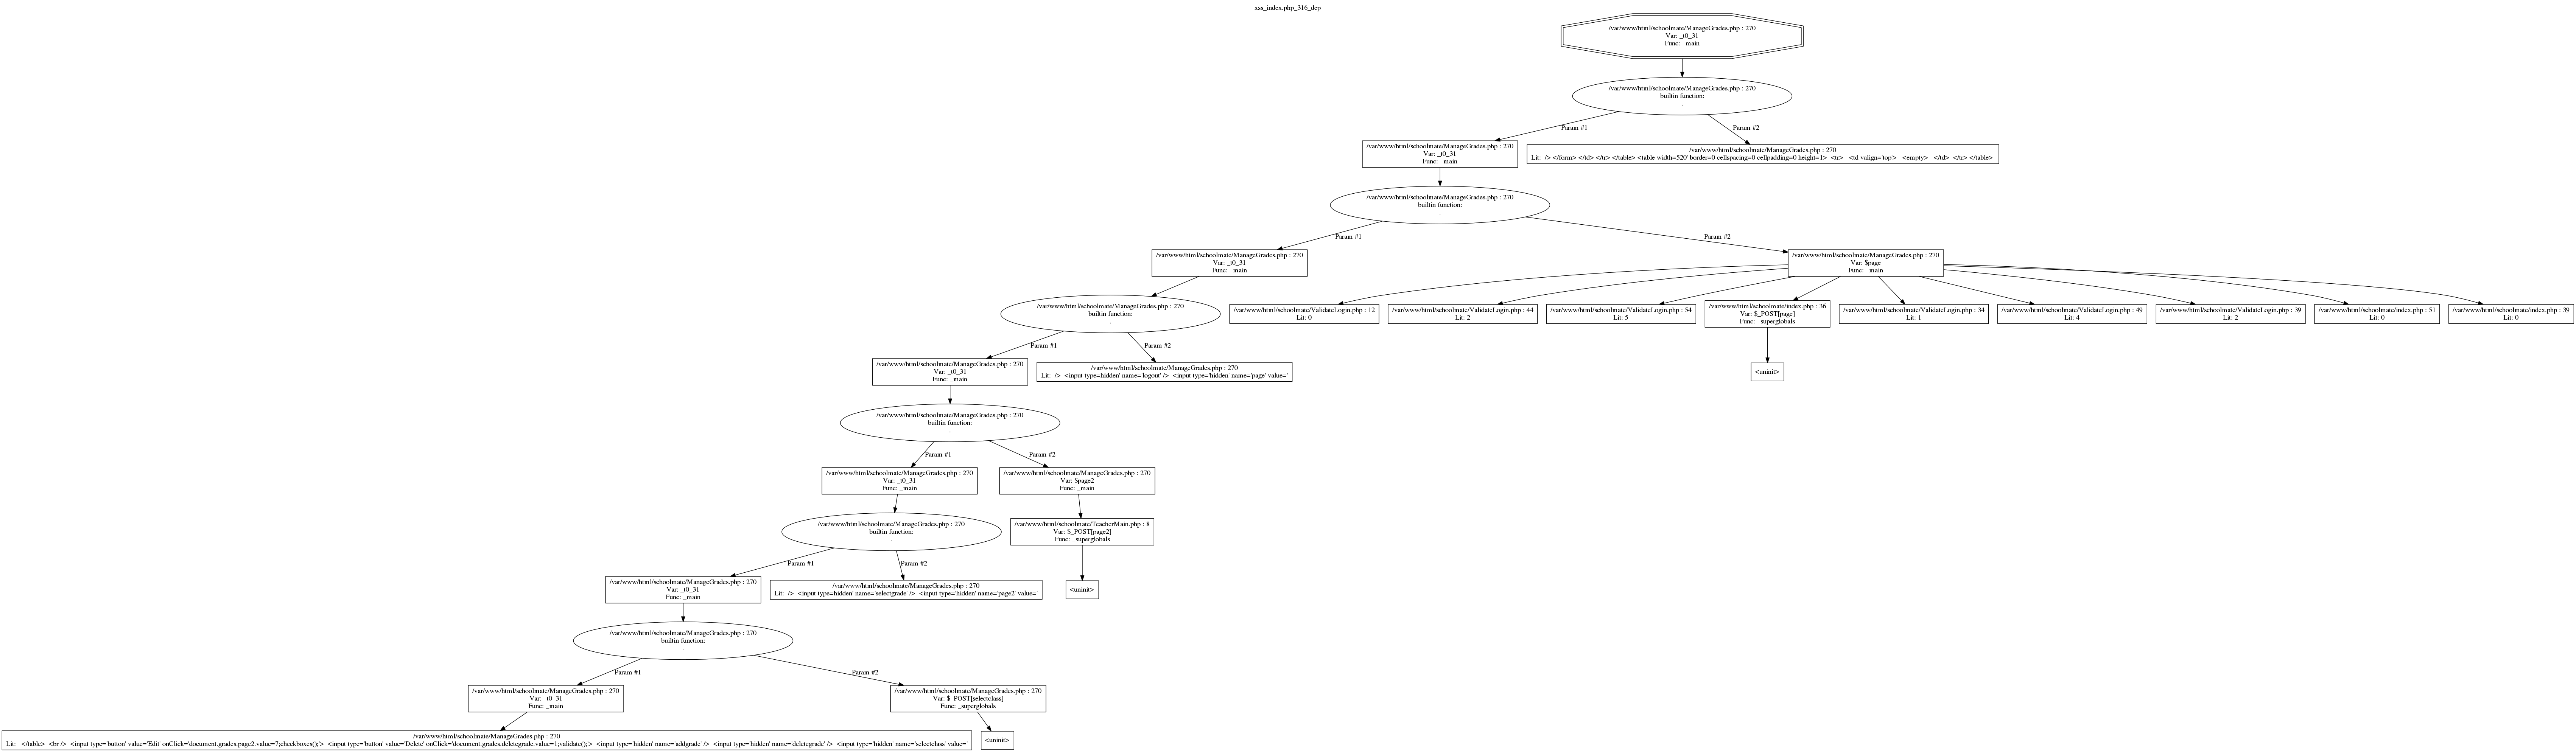 xss_index.php_316_dep
/var/www/html/schoolmate/ManageGrades.php : 270
Var: _t0_31
Func: _main
/var/www/html/schoolmate/ManageGrades.php : 270
builtin function:
.
Param #1
Param #2
/var/www/html/schoolmate/ManageGrades.php : 270
Var: _t0_31
Func: _main
/var/www/html/schoolmate/ManageGrades.php : 270
Lit: /> </form> </td> </tr> </table> <table width=520' border=0 cellspacing=0 cellpadding=0 height=1> <tr> <td valign='top'> <empty> </td> </tr> </table>
/var/www/html/schoolmate/ManageGrades.php : 270
builtin function:
.
Param #1
Param #2
/var/www/html/schoolmate/ManageGrades.php : 270
Var: _t0_31
Func: _main
/var/www/html/schoolmate/ManageGrades.php : 270
Var: $page
Func: _main
/var/www/html/schoolmate/ManageGrades.php : 270
builtin function:
.
/var/www/html/schoolmate/ValidateLogin.php : 12
Lit: 0
/var/www/html/schoolmate/ValidateLogin.php : 44
Lit: 2
/var/www/html/schoolmate/ValidateLogin.php : 54
Lit: 5
/var/www/html/schoolmate/index.php : 36
Var: $_POST[page]
Func: _superglobals
/var/www/html/schoolmate/ValidateLogin.php : 34
Lit: 1
/var/www/html/schoolmate/ValidateLogin.php : 49
Lit: 4
/var/www/html/schoolmate/ValidateLogin.php : 39
Lit: 2
/var/www/html/schoolmate/index.php : 51
Lit: 0
/var/www/html/schoolmate/index.php : 39
Lit: 0
Param #1
Param #2
/var/www/html/schoolmate/ManageGrades.php : 270
Var: _t0_31
Func: _main
/var/www/html/schoolmate/ManageGrades.php : 270
Lit: /> <input type=hidden' name='logout' /> <input type='hidden' name='page' value='
<uninit>
/var/www/html/schoolmate/ManageGrades.php : 270
builtin function:
.
Param #1
Param #2
/var/www/html/schoolmate/ManageGrades.php : 270
Var: _t0_31
Func: _main
/var/www/html/schoolmate/ManageGrades.php : 270
Var: $page2
Func: _main
/var/www/html/schoolmate/ManageGrades.php : 270
builtin function:
.
/var/www/html/schoolmate/TeacherMain.php : 8
Var: $_POST[page2]
Func: _superglobals
Param #1
Param #2
/var/www/html/schoolmate/ManageGrades.php : 270
Var: _t0_31
Func: _main
/var/www/html/schoolmate/ManageGrades.php : 270
Lit: /> <input type=hidden' name='selectgrade' /> <input type='hidden' name='page2' value='
<uninit>
/var/www/html/schoolmate/ManageGrades.php : 270
builtin function:
.
Param #1
Param #2
/var/www/html/schoolmate/ManageGrades.php : 270
Var: _t0_31
Func: _main
/var/www/html/schoolmate/ManageGrades.php : 270
Var: $_POST[selectclass]
Func: _superglobals
/var/www/html/schoolmate/ManageGrades.php : 270
Lit: </table> <br /> <input type='button' value='Edit' onClick='document.grades.page2.value=7;checkboxes();'> <input type='button' value='Delete' onClick='document.grades.deletegrade.value=1;validate();'> <input type='hidden' name='addgrade' /> <input type='hidden' name='deletegrade' /> <input type='hidden' name='selectclass' value='
<uninit>